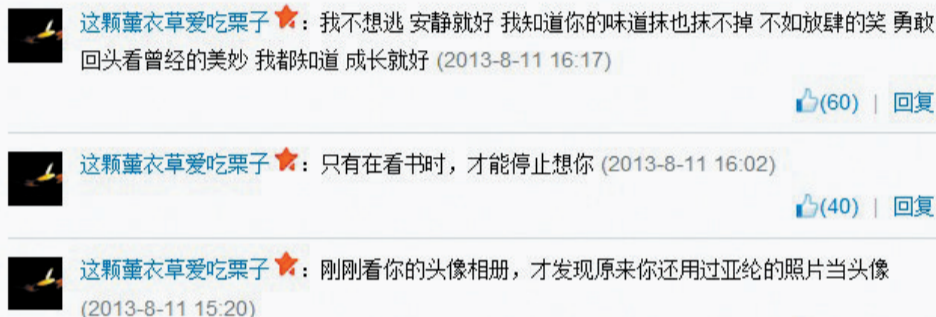 这颗薰衣草爱吃栗子：我不想逃 安静就好 我知道你的味道抹也抹不掉 不如放肆的笑 勇敢
回头看曾经的美妙 我都知道 成长就好 (2013-8-11 16:17)
(60) | 回复
这颗薰衣草爱吃栗子：只有在看书时，才能停止想你 (2013-8-11 16:02)
(40) | 回复
这颗薰衣草爱吃栗子：刚刚看你的头像相册，才发现原来你还用过亚纶的照片当头像
(2013-8-11 15:20)